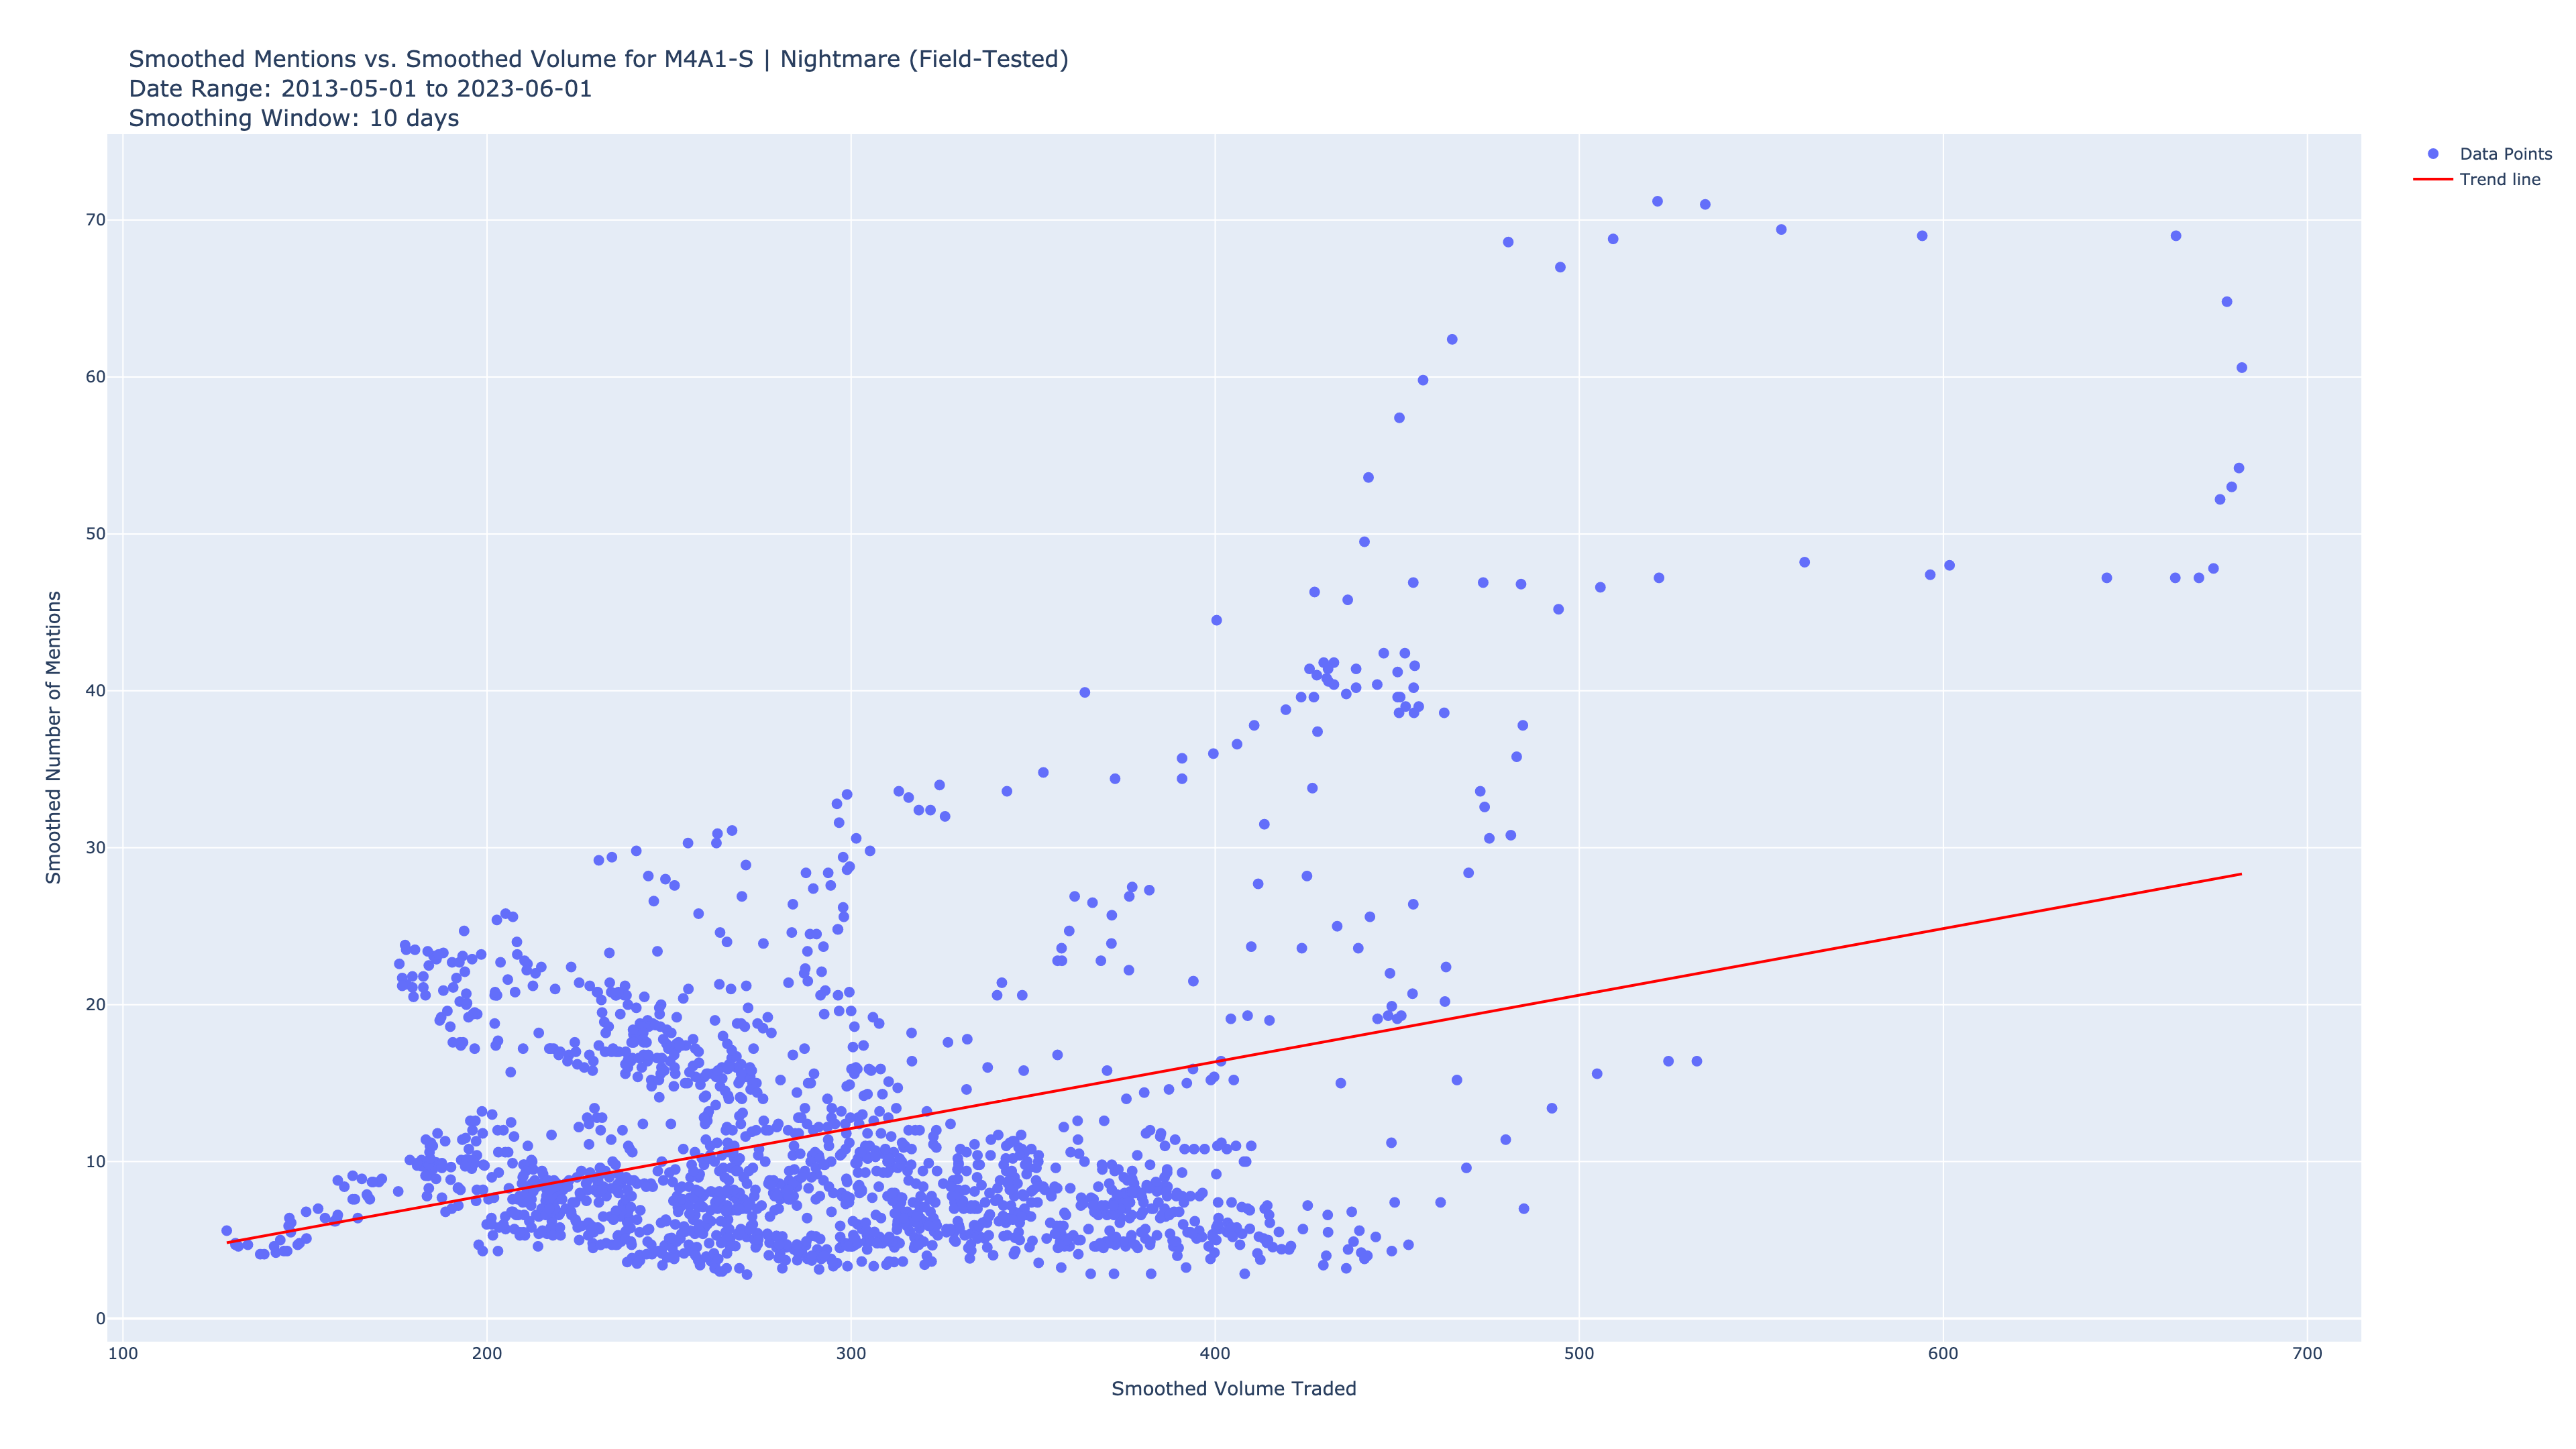 Smoothed Mentions vs. Smoothed Volume for M4A1-S | Nightmare (Field-Tested)
Date Range: 2013-05-01 to 2023-06-01
Smoothing Window: 10 days
Data Points
Trend line
Smoothed Number of Mentions
70
60
50
40
30
20
10
0
100 200 300 400 500 600 700
Smoothed Volume Traded